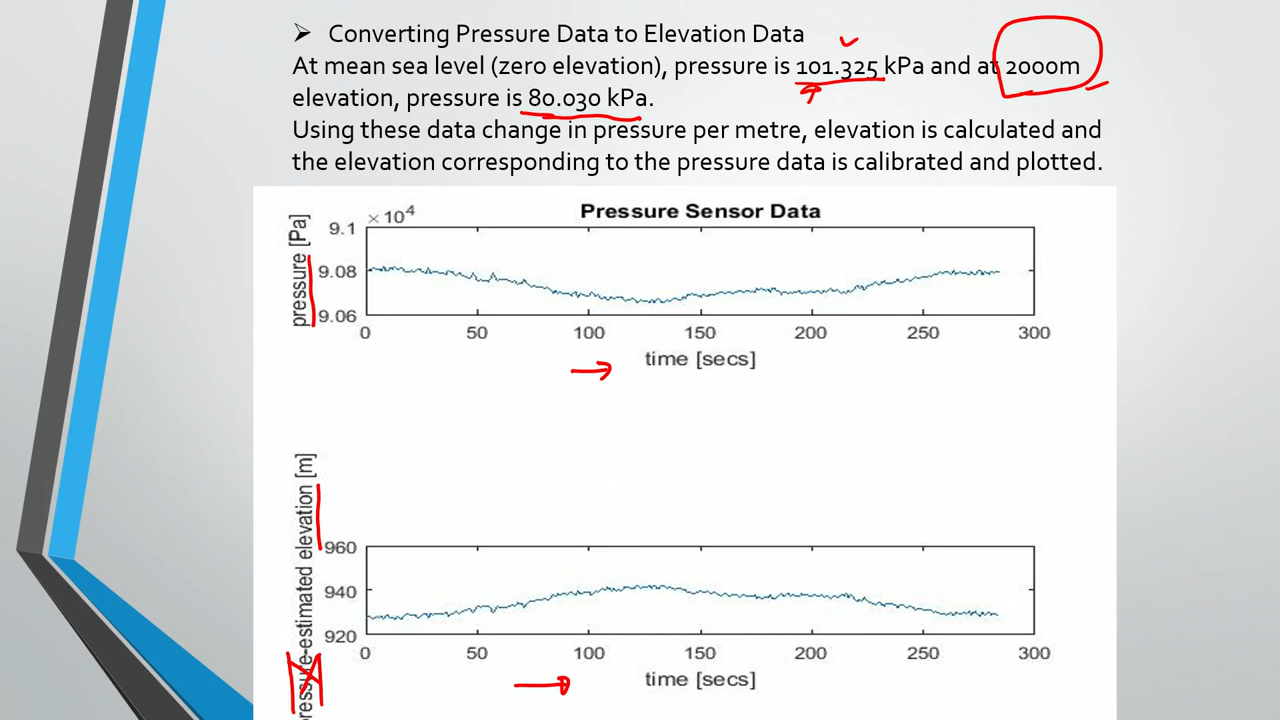 ➢ Converting Pressure Data to Elevation Data
At mean sea level (zero elevation), pressure is 101.325 kPa and at 2000m
elevation, pressure is 80.030 kPa.
Using these data change in pressure per metre, elevation is calculated and
the elevation corresponding to the pressure data is calibrated and plotted.
Pressure Sensor Data
×10⁴
pressure [Pa]
9.1
9.08
9.06
0 50 100 150 200 250 300
time [secs]
pressure-estimated elevation [m]
960
940
920
0 50 100 150 200 250 300
time [secs]